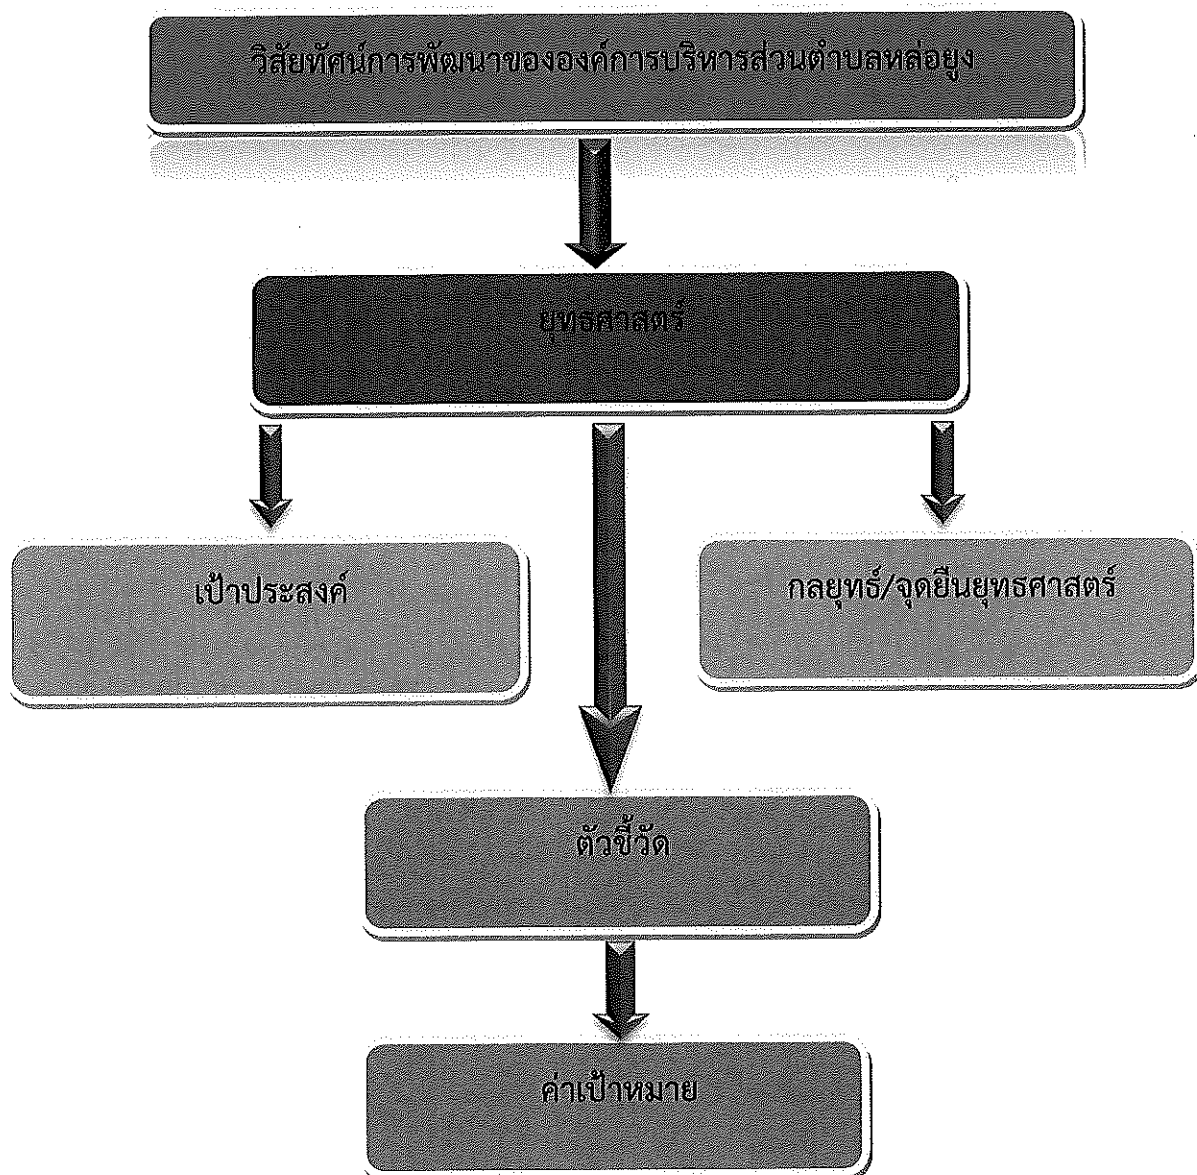 วิสัยทัศน์การพัฒนาขององค์การบริหารส่วนตำบลหล่อยูง
ยุทธศาสตร์
เป้าประสงค์
กลยุทธ์/จุดยืนยุทธศาสตร์
ตัวชี้วัด
ค่าเป้าหมาย